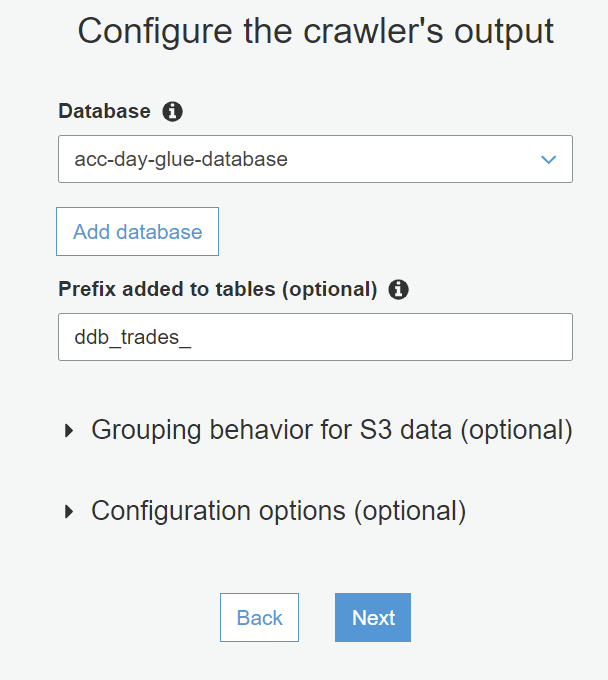 Configure the crawler's output
Database
acc-day-glue-database
Add database
Prefix added to tables (optional)
ddb_trades_
Grouping behavior for S3 data (optional)
Configuration options (optional)
Back Next